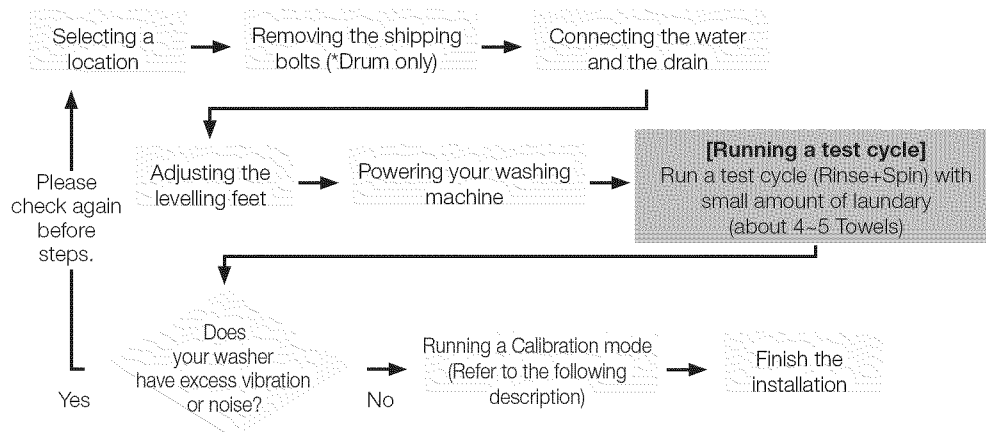 Selecting a
location
Removing the shipping
bolts (*Drum only)
Connecting the water
and the drain
Adjusting the
levelling feet
Powering your washing
machine
[Running a test cycle]
Run a test cycle (Rinse+Spin) with
small amount of laundary
(about 4~5 Towels)
Please
check again
before
steps.
Does
your washer
have excess vibration
or noise?
Yes
No
Running a Calibration mode
(Refer to the following
description)
Finish the
installation